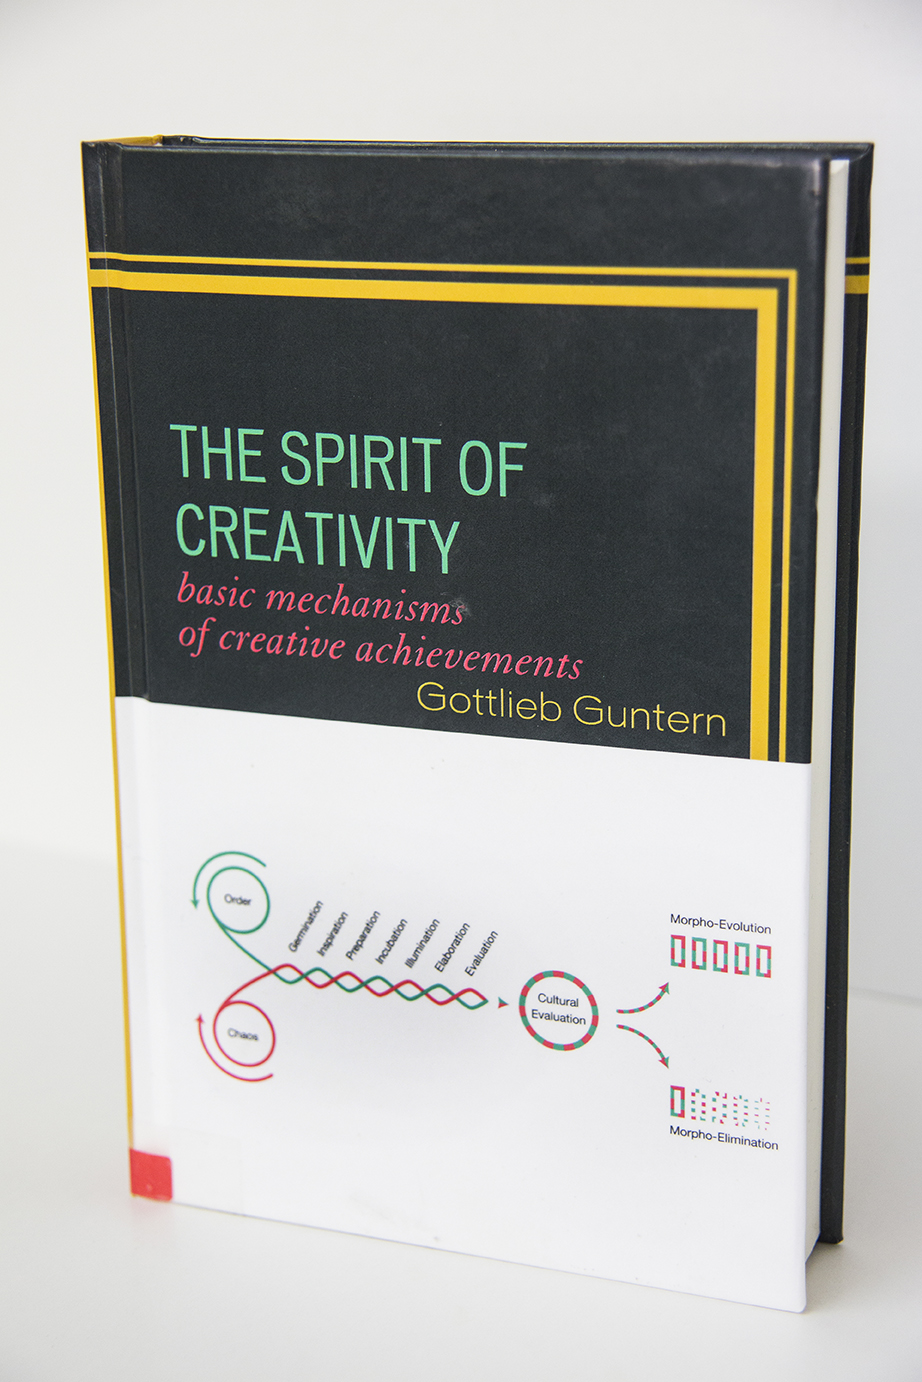 THE SPIRIT OF
CREATIVITY
basic mechanisms
of creative achievements
Gottlieb Guntern
Order
Chaos
Germination
Inspiration
Preparation
Incubation
Illumination
Elaboration
Evaluation
Cultural
Evaluation
Morpho-Evolution
Morpho-Elimination